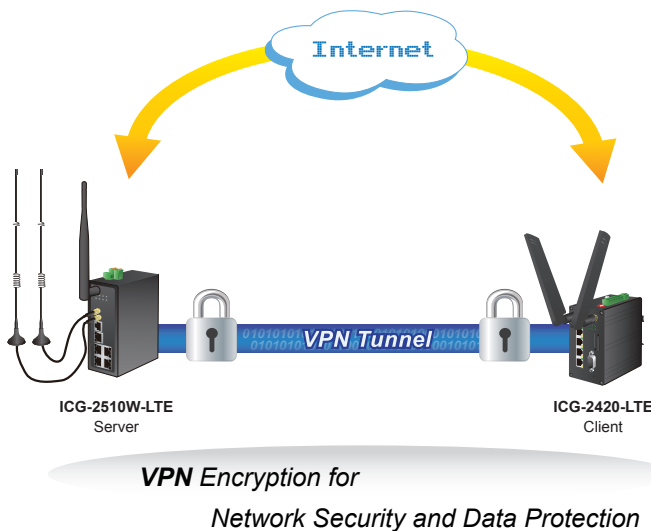 Internet
VPN Tunnel
ICG-2510W-LTE
Server
ICG-2420-LTE
Client
VPN Encryption for
Network Security and Data Protection